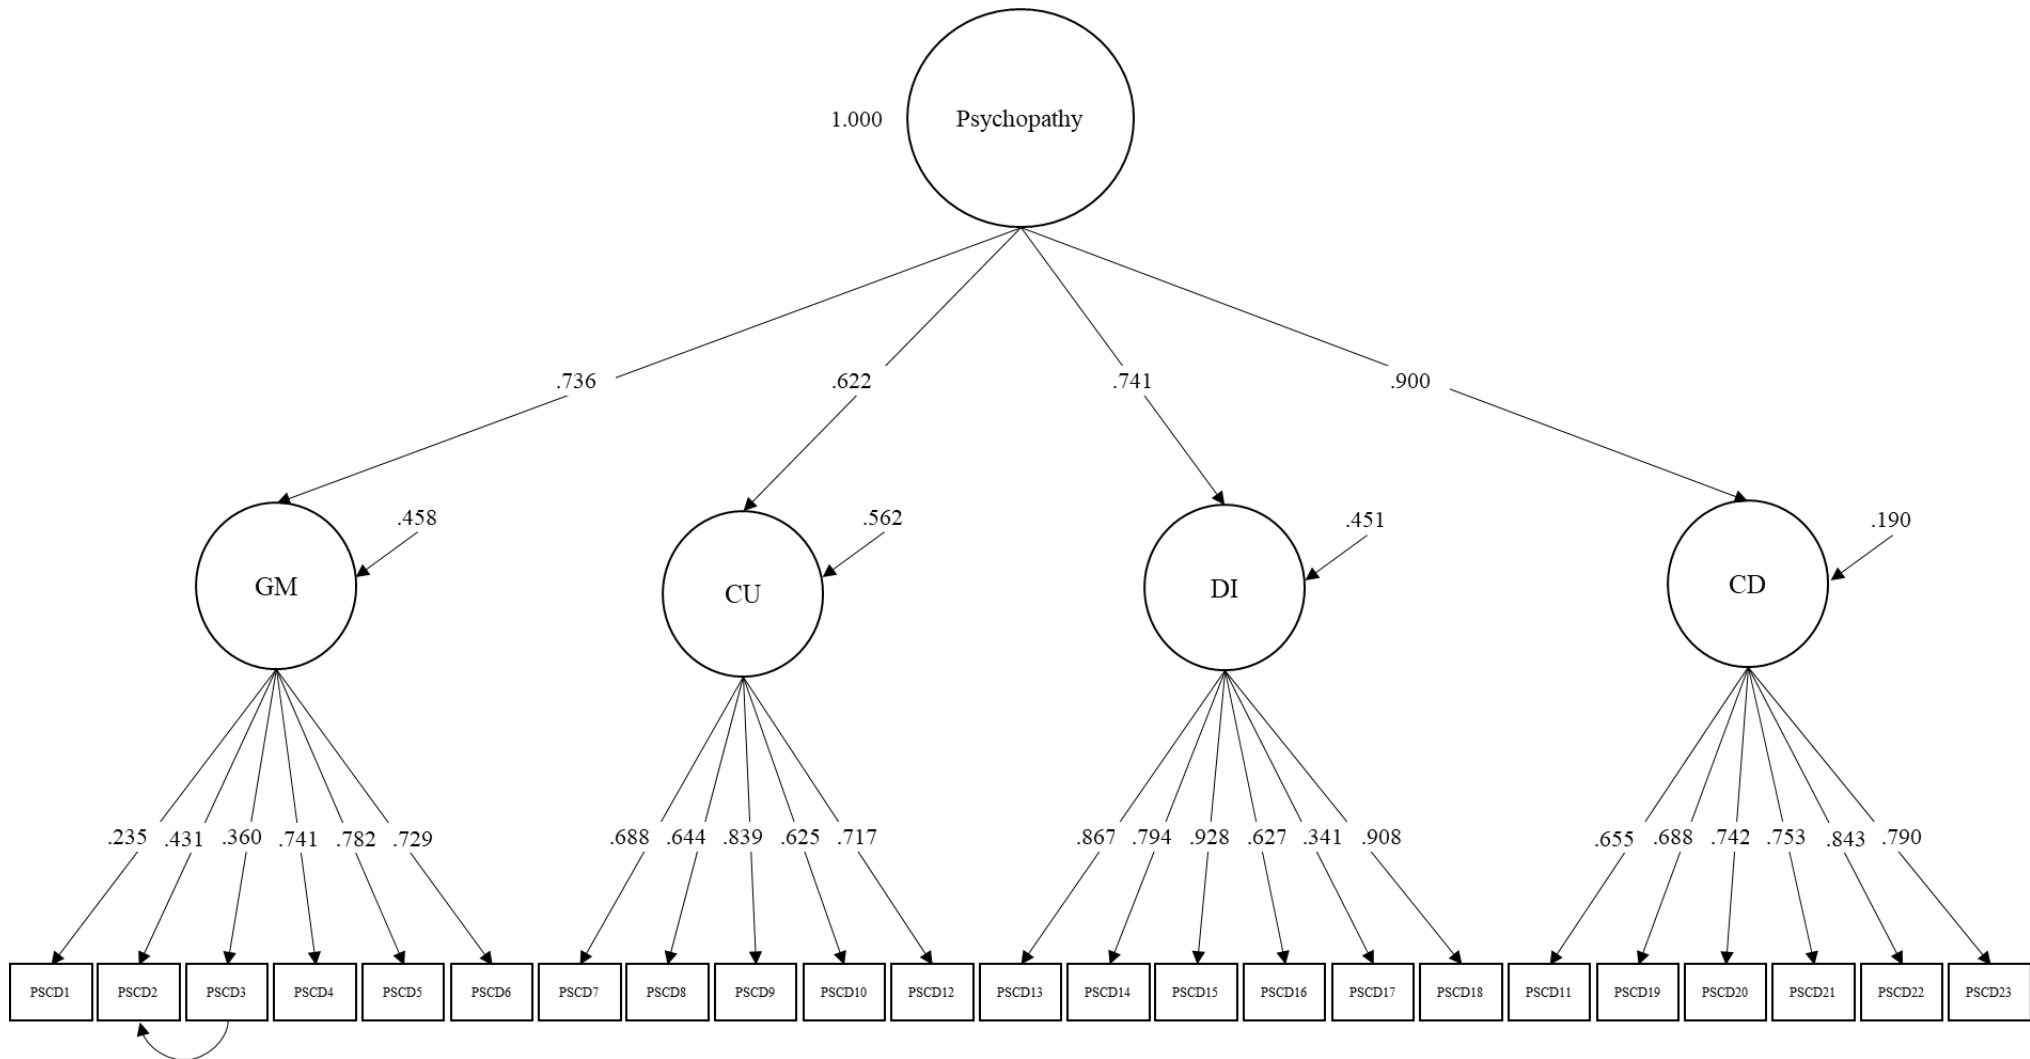 1.000
Psychopathy
.736
.622
.741
.900
.458
.562
.451
.190
GM
CU
DI
CD
.235
.431
.360
.741
.782
.729
.688
.644
.839
.625
.717
.867
.794
.928
.627
.341
.908
.655
.688
.742
.753
.843
.790
PSCD1
PSCD2
PSCD3
PSCD4
PSCD5
PSCD6
PSCD7
PSCD8
PSCD9
PSCD10
PSCD12
PSCD13
PSCD14
PSCD15
PSCD16
PSCD17
PSCD18
PSCD11
PSCD19
PSCD20
PSCD21
PSCD22
PSCD23